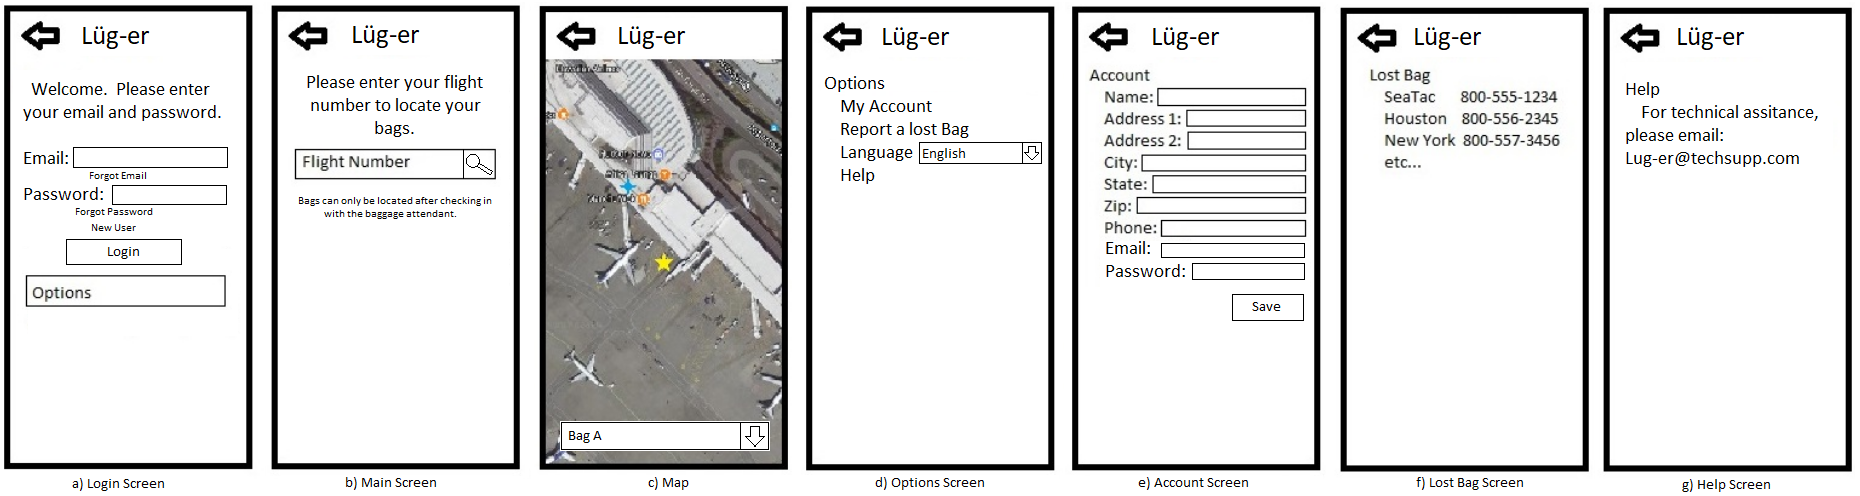 Lüg-er
Welcome. Please enter
your email and password.
Email:
Forgot Email
Password:
Forgot Password
New User
Login
Options
a) Login Screen
Lüg-er
Please enter your flight
number to locate your
bags.
Flight Number
Bags can only be located after checking in
with the baggage attendant.
b) Main Screen
Lüg-er
Bag A
c) Map
Lüg-er
Options
My Account
Report a lost Bag
Language English
Help
d) Options Screen
Lüg-er
Account
Name:
Address 1:
Address 2:
City:
State:
Zip:
Phone:
Email:
Password:
Save
e) Account Screen
Lüg-er
Lost Bag
SeaTac 800-555-1234
Houston 800-556-2345
New York 800-557-3456
etc...
f) Lost Bag Screen
Lüg-er
Help
For technical assitance,
please email:
Lug-er@techsupp.com
g) Help Screen